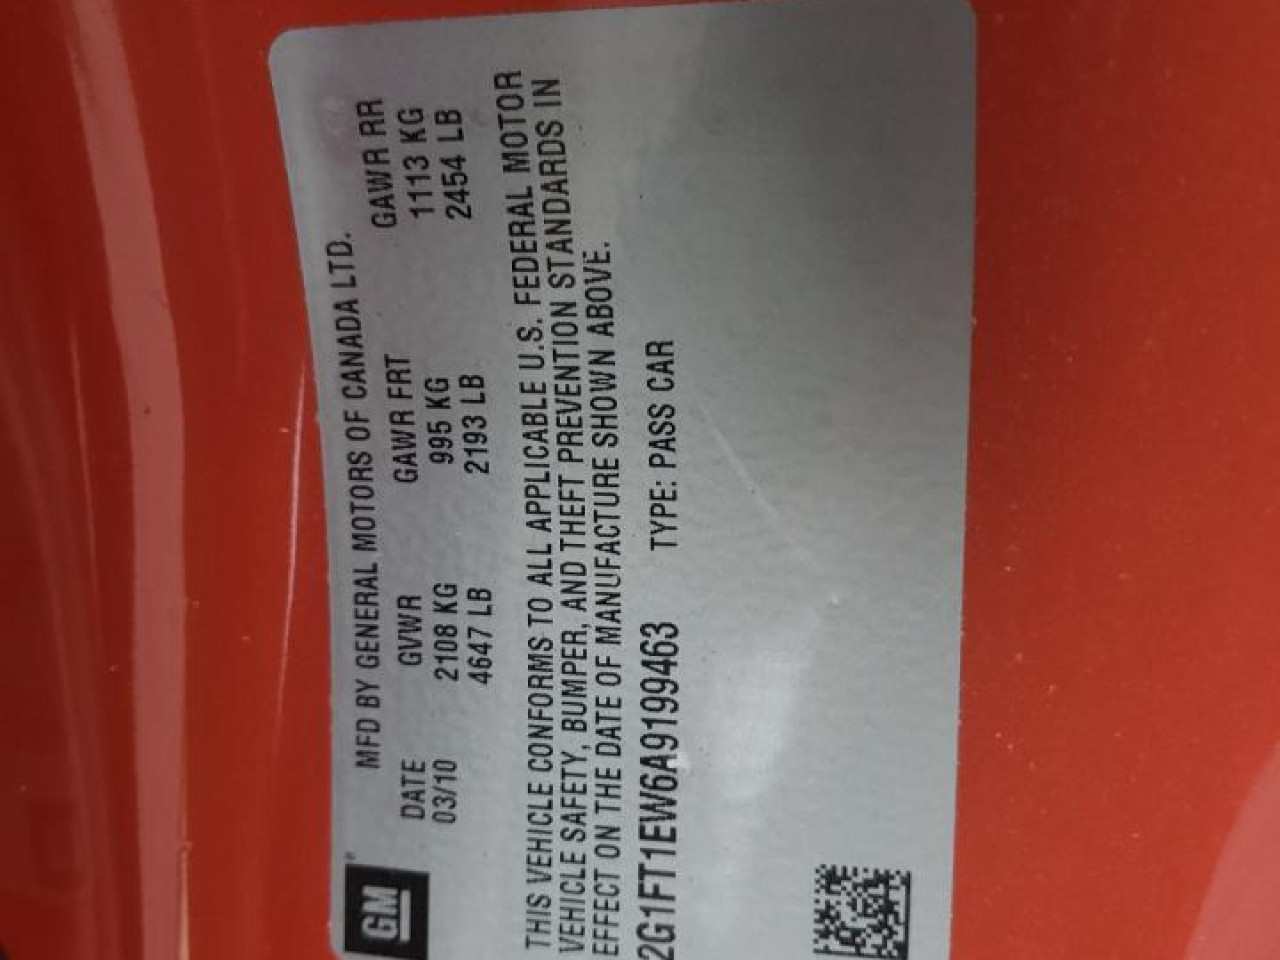 GM
MFD BY GENERAL MOTORS OF CANADA LTD.
DATE GVWR GAWR FRT GAWR RR
03/10 2108 KG 995 KG 1113 KG
4647 LB 2193 LB 2454 LB
THIS VEHICLE CONFORMS TO ALL APPLICABLE U.S. FEDERAL MOTOR
VEHICLE SAFETY, BUMPER, AND THEFT PREVENTION STANDARDS IN
EFFECT ON THE DATE OF MANUFACTURE SHOWN ABOVE.
2G1FT1EW6A9199463 TYPE: PASS CAR